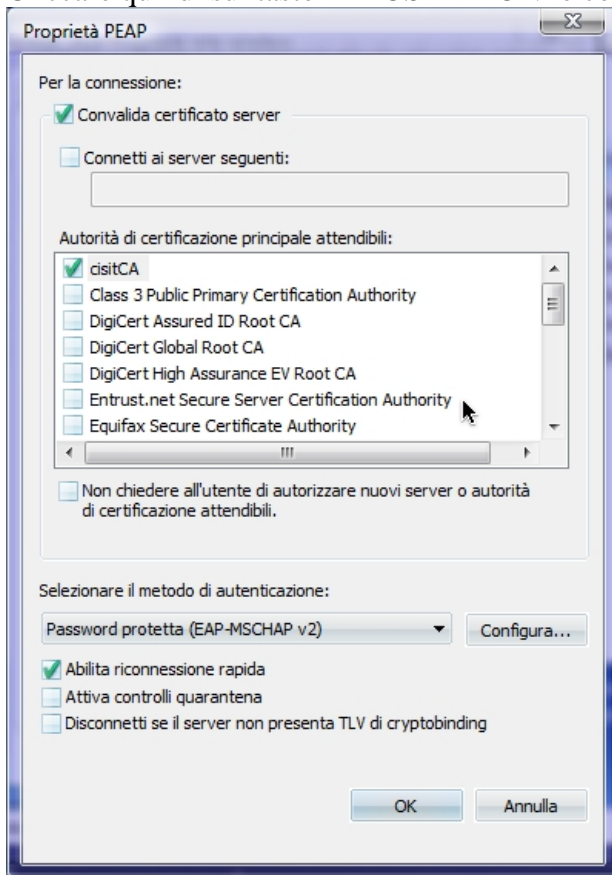 Proprietà PEAP
Per la connessione:
Convalida certificato server
Connetti ai server seguenti:
Autorità di certificazione principale attendibili:
cisitCA
Class 3 Public Primary Certification Authority
DigiCert Assured ID Root CA
DigiCert Global Root CA
DigiCert High Assurance EV Root CA
Entrust.net Secure Server Certification Authority
Equifax Secure Certificate Authority
Non chiedere all'utente di autorizzare nuovi server o autorità
di certificazione attendibili.
Selezionare il metodo di autenticazione:
Password protetta (EAP-MSCHAP v2)
Configura...
Abilita riconnessione rapida
Attiva controlli quarantena
Disconnetti se il server non presenta TLV di cryptobinding
OK
Annulla